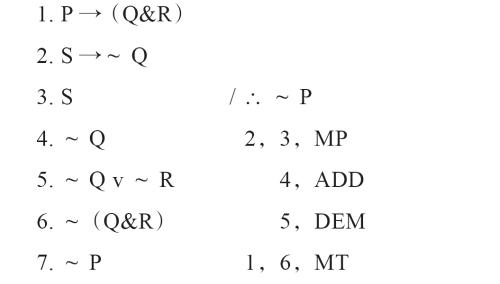 1. P → (Q&R)
2. S → ~ Q
3. S / ∴ ~ P
4. ~ Q 2, 3, MP
5. ~ Q v ~ R 4, ADD
6. ~ (Q&R) 5, DEM
7. ~ P 1, 6, MT